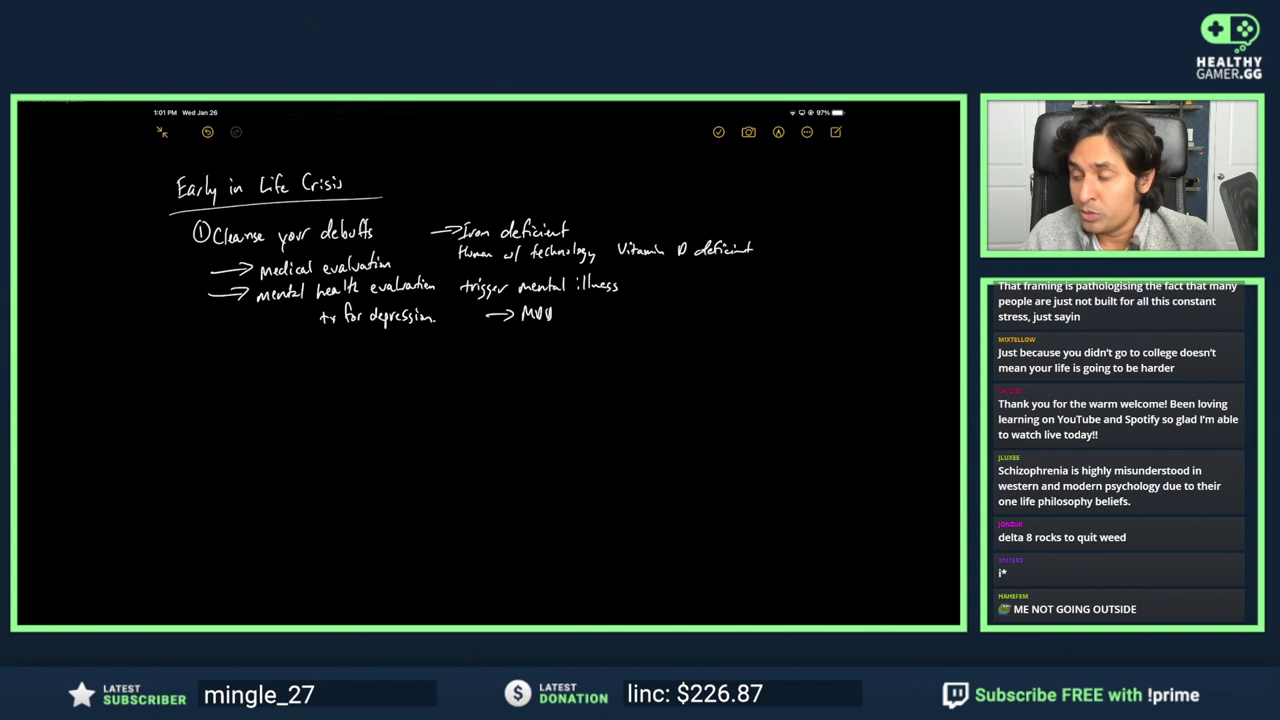 HEALTHY
GAMER.GG
1:01 PM Wed Jan 26
97%
Early in Life Crisis
① Cleanse your debuffs
→ Iron deficient
Human w/ technology Vitamin D deficient
→ medical evaluation
→ mental health evaluation
trigger mental illness
tx for depression.
→ MDD
That framing is pathologising the fact that many
people are just not built for all this constant
stress, just sayin
MIXTELLOW
Just because you didn't go to college doesn't
mean your life is going to be harder
Thank you for the warm welcome! Been loving
learning on YouTube and Spotify so glad I'm able
to watch live today!!
JLUXEE
Schizophrenia is highly misunderstood in
western and modern psychology due to their
one life philosophy beliefs.
JONZUK
delta 8 rocks to quit weed
XMYERS
i*
HAHEFEM
ME NOT GOING OUTSIDE
LATEST
SUBSCRIBER
mingle_27
LATEST
DONATION
linc: $226.87
Subscribe FREE with !prime